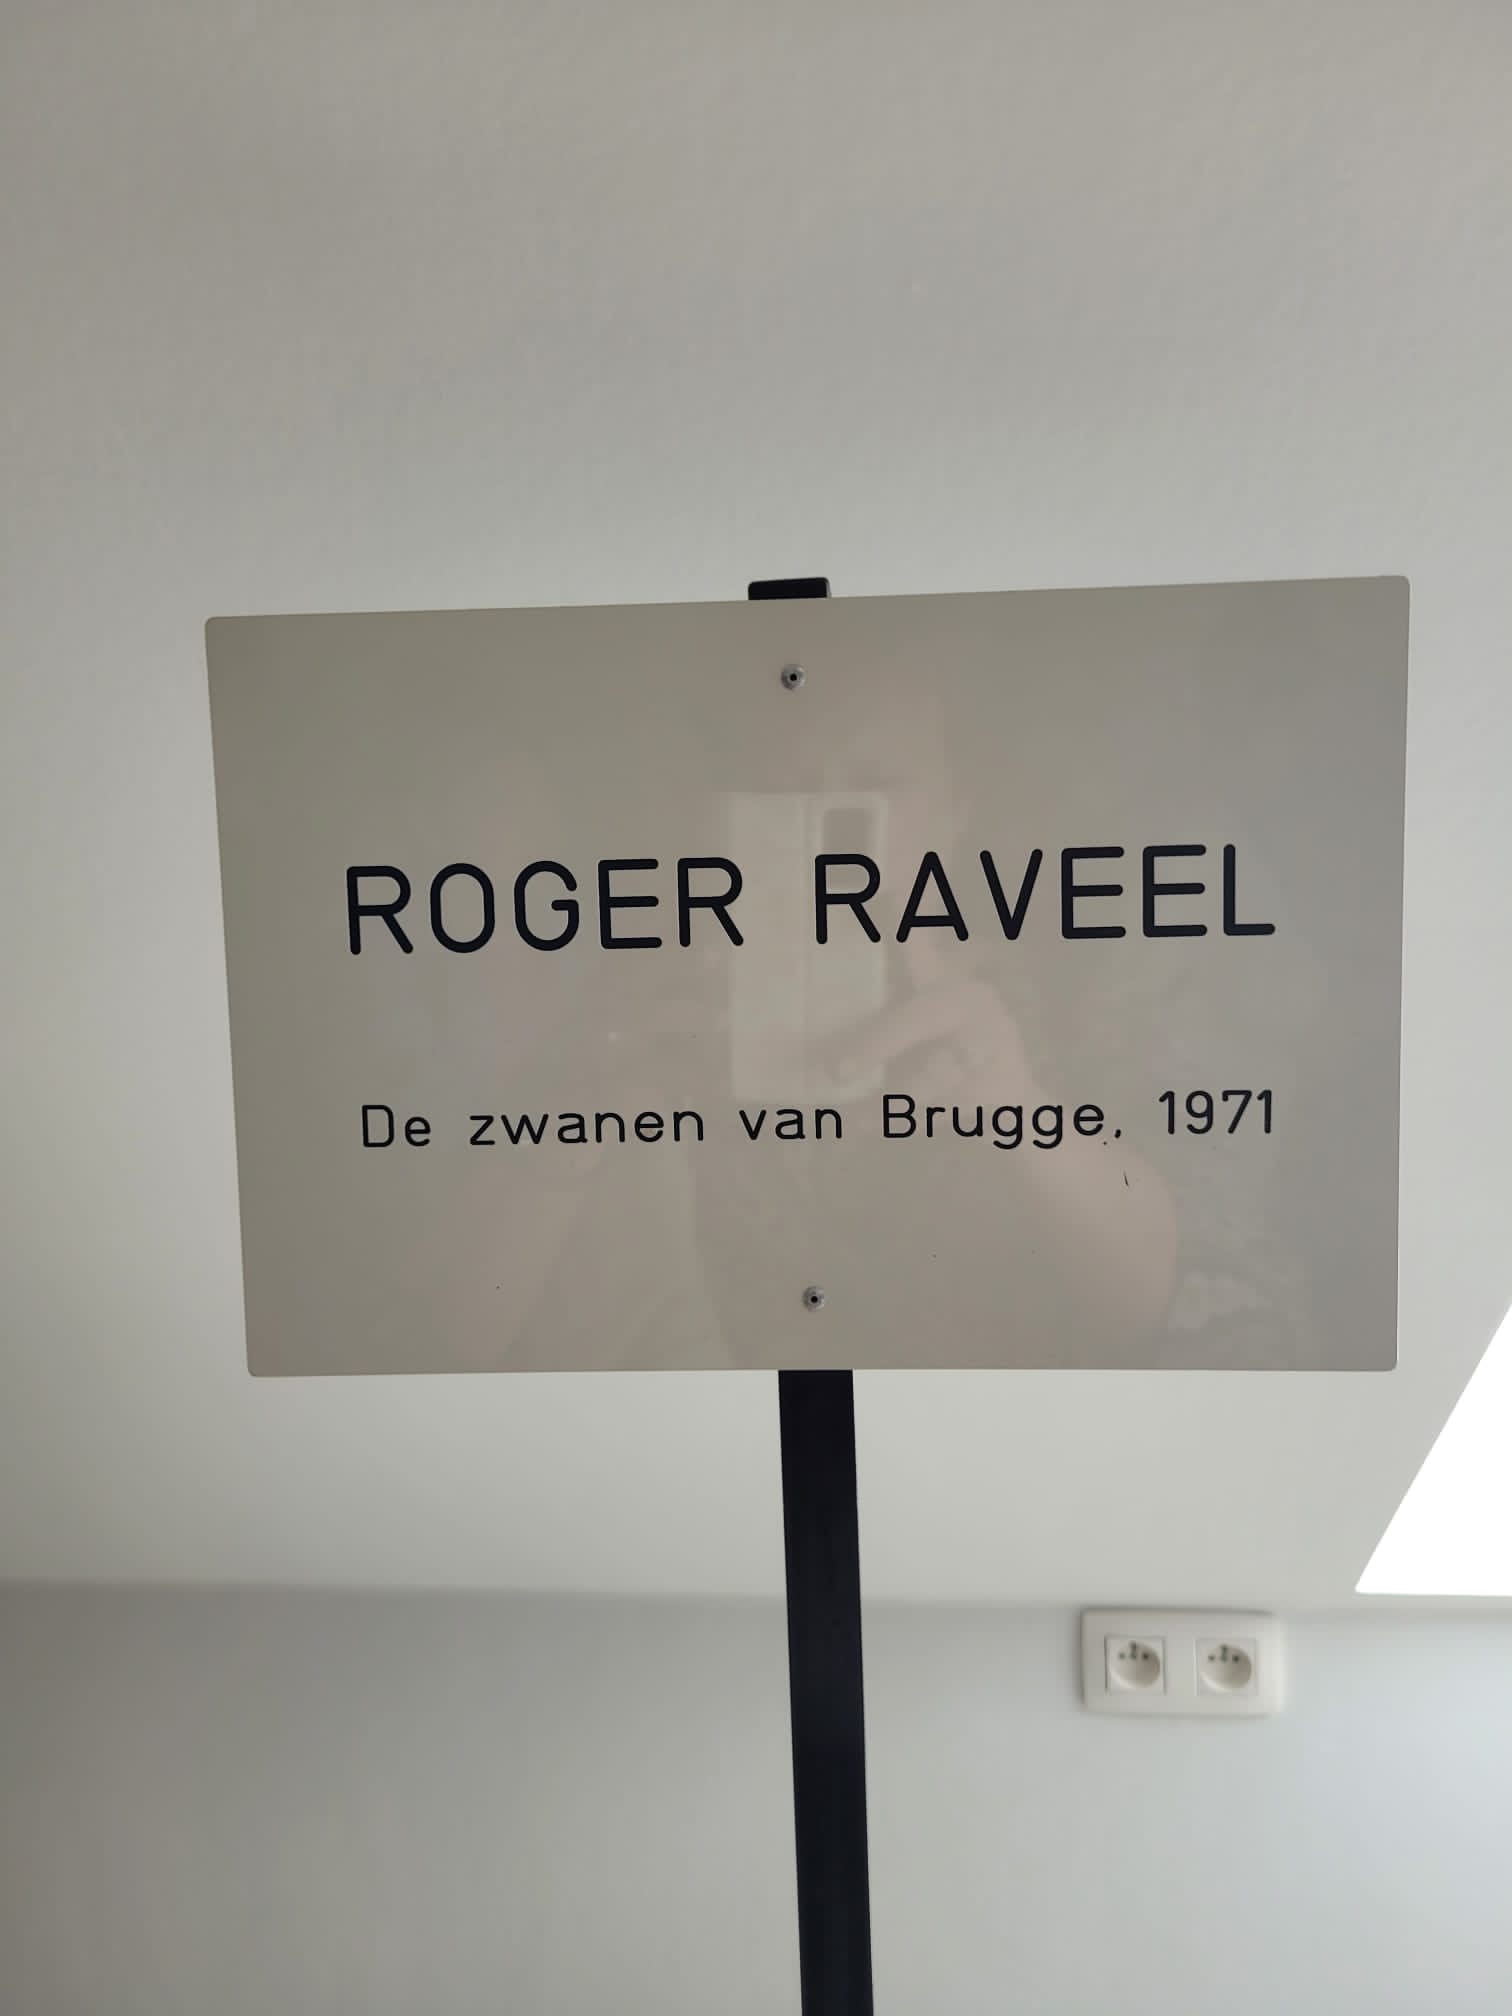 ROGER RAVEEL
De zwanen van Brugge, 1971